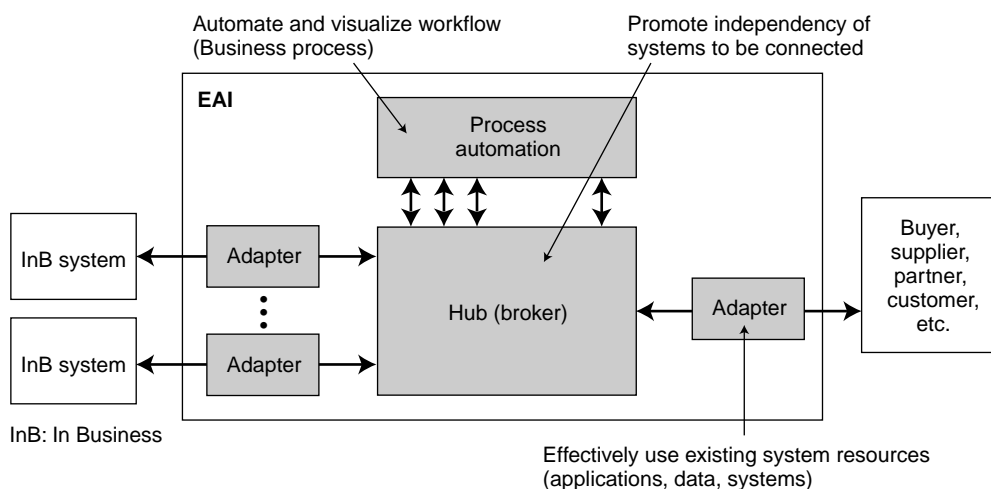 Automate and visualize workflow
(Business process)
Promote independency of
systems to be connected
EAI
Process
automation
InB system
Adapter
Hub (broker)
Adapter
Buyer,
supplier,
partner,
customer,
etc.
InB system
Adapter
InB: In Business
Effectively use existing system resources
(applications, data, systems)